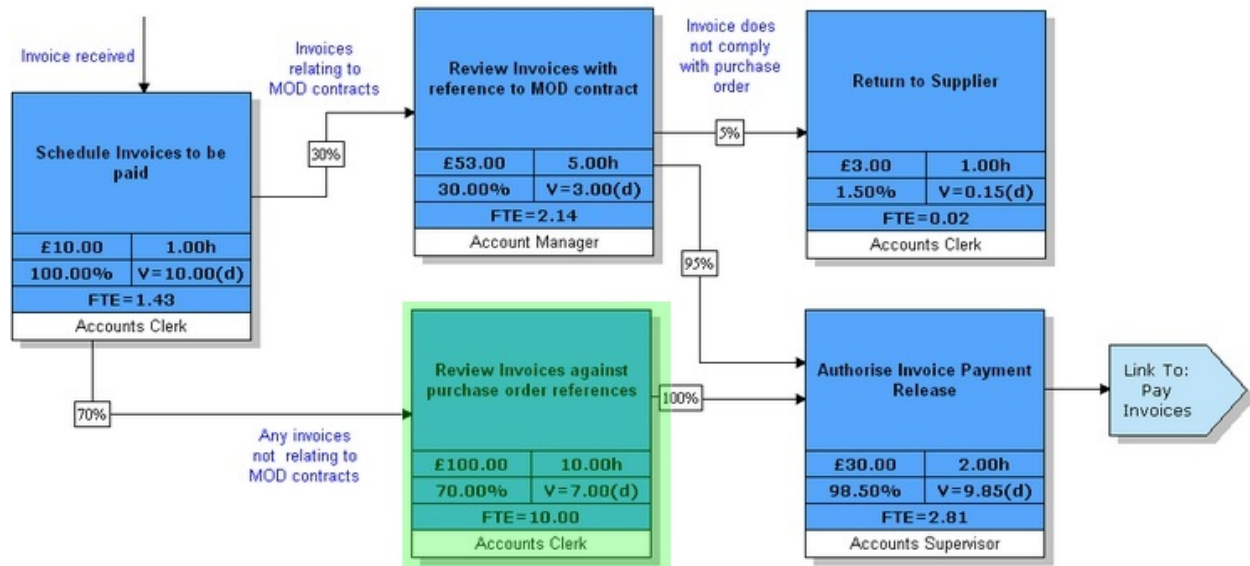 Invoice received
Schedule Invoices to be
paid
£10.00 1.00h
100.00% V=10.00(d)
FTE=1.43
Accounts Clerk
Invoices
relating to
MOD contracts
30%
Review Invoices with
reference to MOD contract
£53.00 5.00h
30.00% V=3.00(d)
FTE=2.14
Account Manager
Invoice does
not comply
with purchase
order
5%
Return to Supplier
£3.00 1.00h
1.50% V=0.15(d)
FTE=0.02
Accounts Clerk
95%
70%
Any invoices
not relating to
MOD contracts
Review Invoices against
purchase order references
£100.00 10.00h
70.00% V=7.00(d)
FTE=10.00
Accounts Clerk
100%
Authorise Invoice Payment
Release
£30.00 2.00h
98.50% V=9.85(d)
FTE=2.81
Accounts Supervisor
Link To:
Pay
Invoices